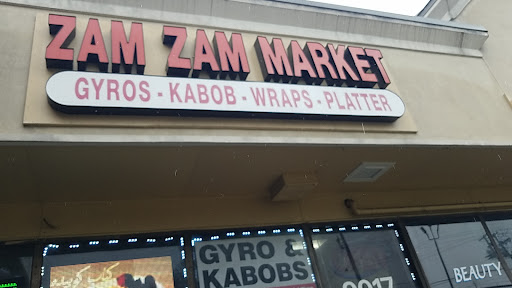 ZAM ZAM MARKET
GYROS - KABOB - WRAPS - PLATTER
GYRO &
KABOBS
BEAUTY